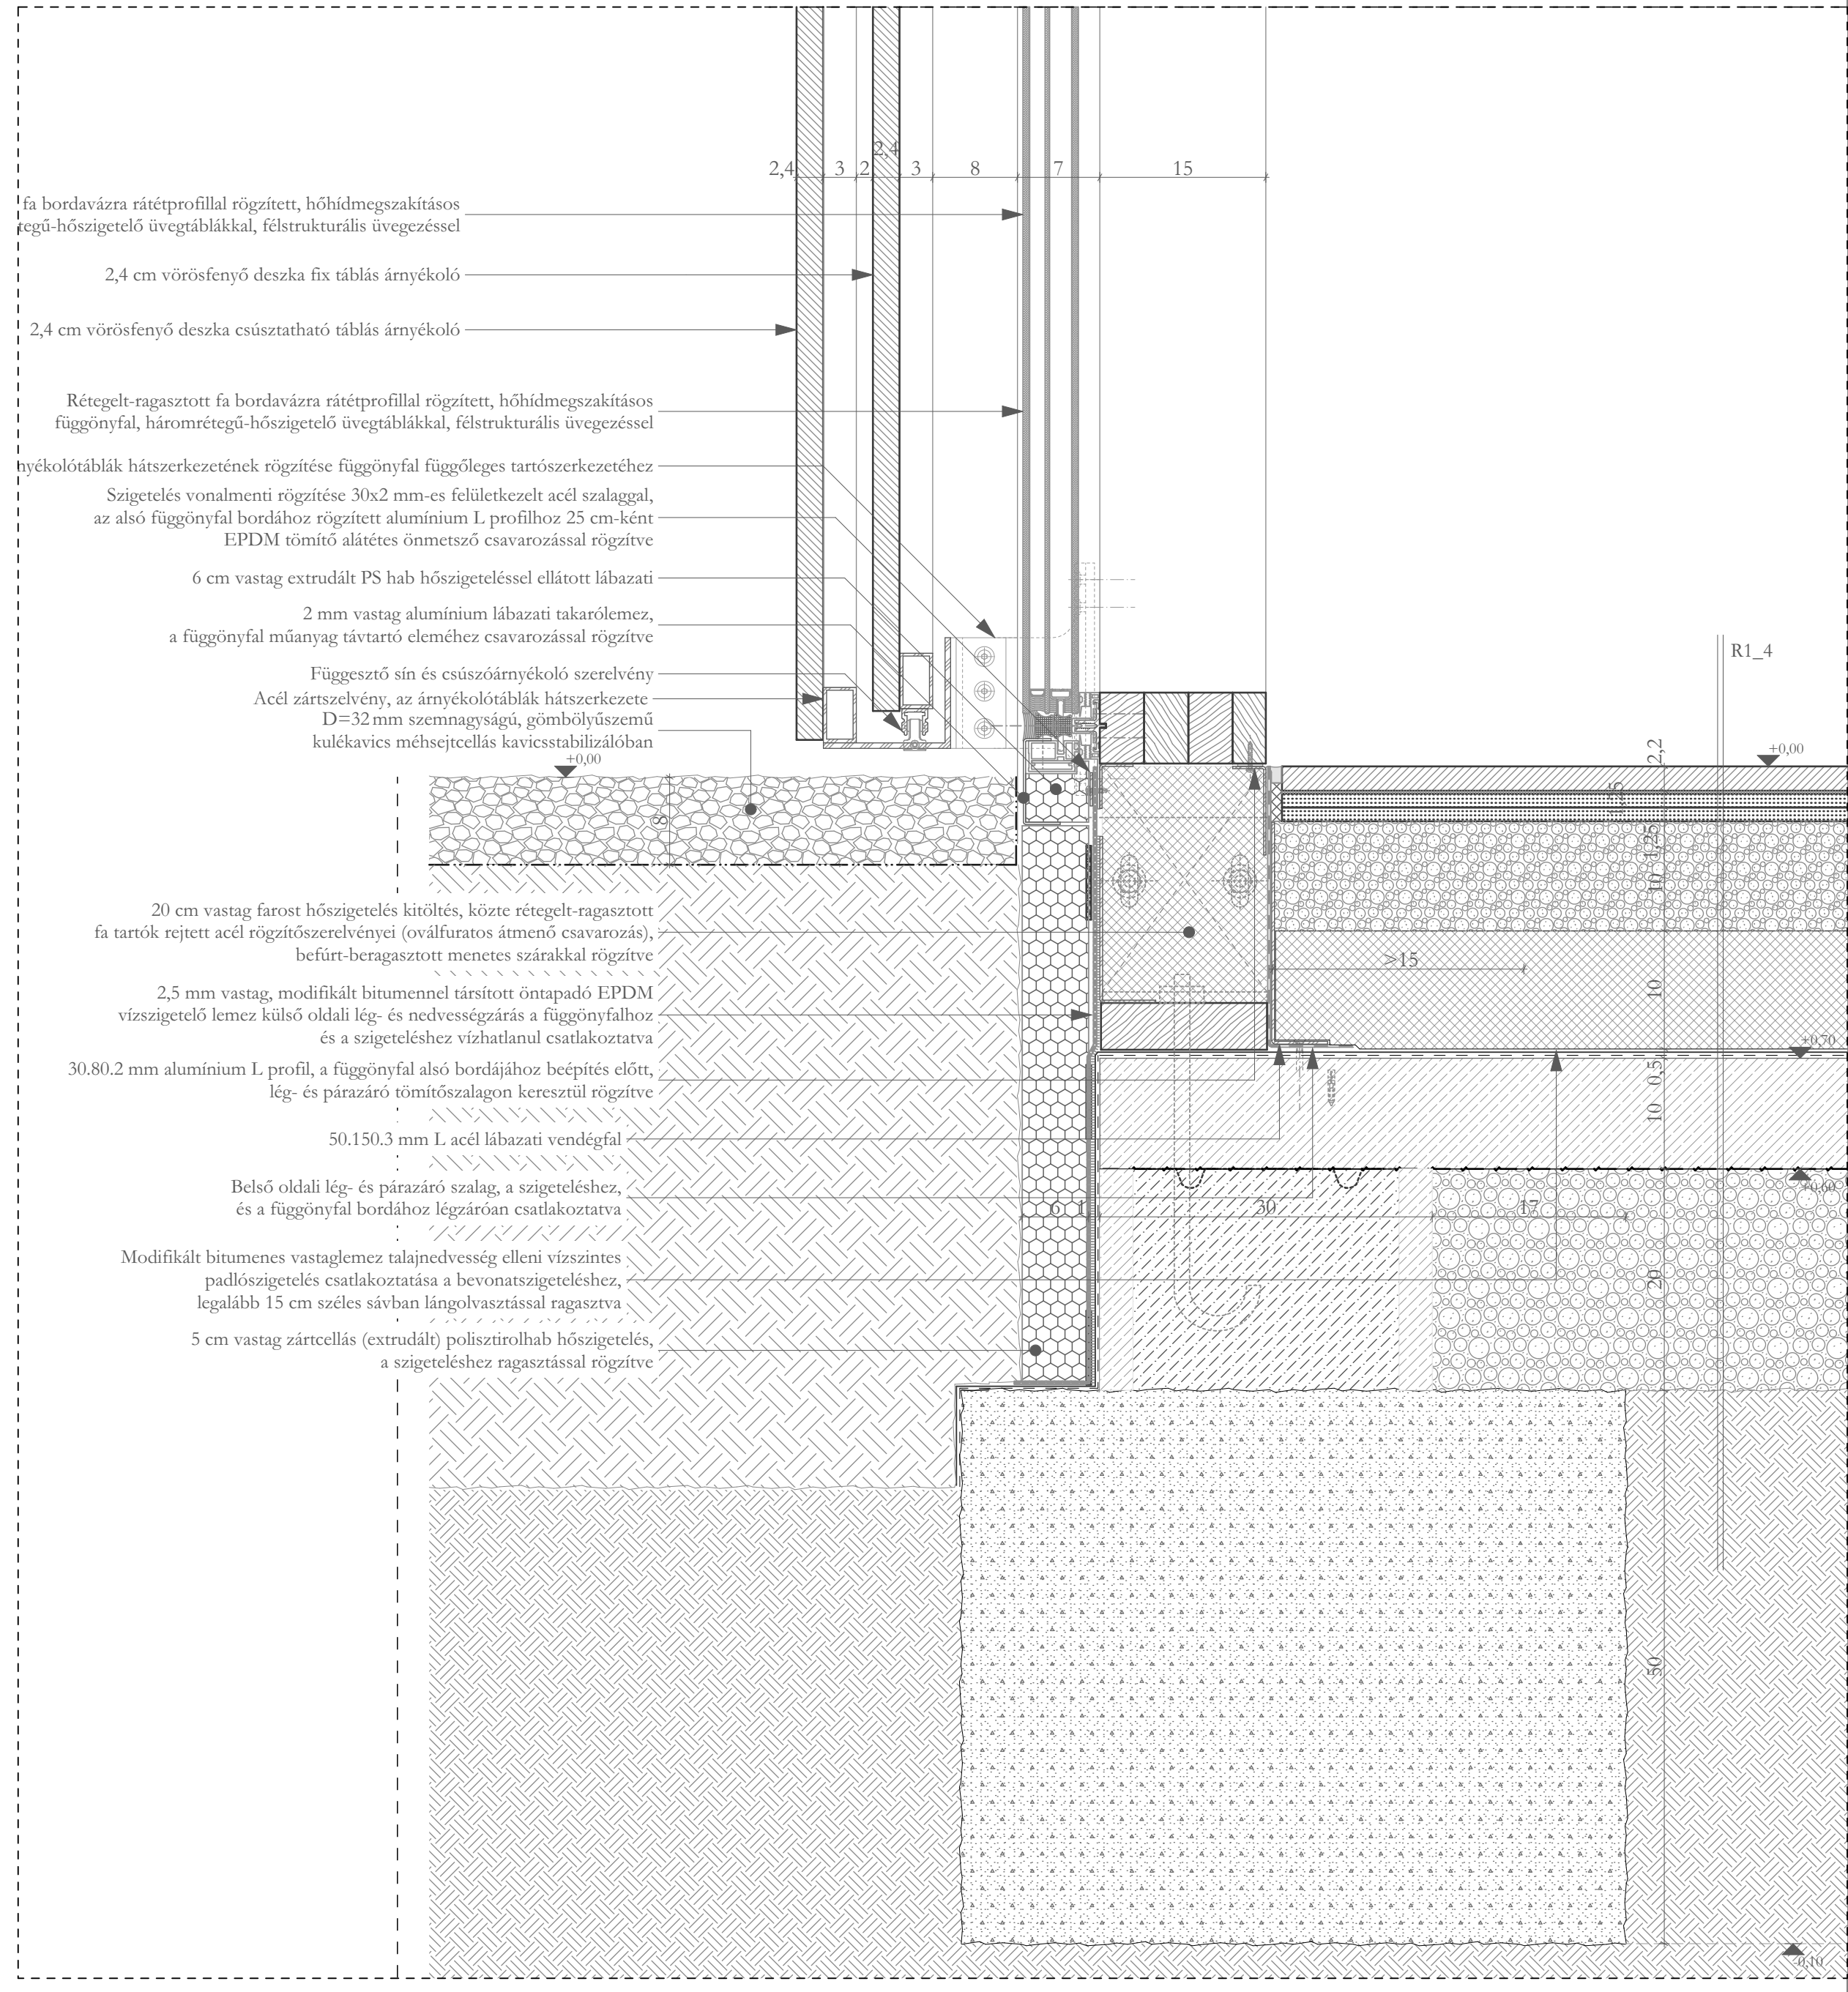 2,4 3 2 2,4 3 8 7 15
fa bordavázra rátétprofillal rögzített, hőhídmegszakításos
tegű-hőszigetelő üvegtáblákkal, félstrukturális üvegezéssel
2,4 cm vörösfenyő deszka fix táblás árnyékoló
2,4 cm vörösfenyő deszka csúsztatható táblás árnyékoló
Rétegelt-ragasztott fa bordavázra rátétprofillal rögzített, hőhídmegszakításos
függönyfal, háromrétegű-hőszigetelő üvegtáblákkal, félstrukturális üvegezéssel
nyékolótáblák hátszerkezetének rögzítése függönyfal függőleges tartószerkezetéhez
Szigetelés vonalmenti rögzítése 30x2 mm-es felületkezelt acél szalaggal,
az alsó függönyfal bordához rögzített alumínium L profilhoz 25 cm-ként
EPDM tömítő alátétes önmetsző csavarozással rögzítve
6 cm vastag extrudált PS hab hőszigeteléssel ellátott lábazati
2 mm vastag alumínium lábazati takarólemez,
a függönyfal műanyag távtartó eleméhez csavarozással rögzítve
Függesztő sín és csúszóárnyékoló szerelvény
Acél zártszelvény, az árnyékolótáblák hátszerkezete
D=32 mm szemnagyságú, gömbölyűszemű
kulékavics méhsejtcellás kavicsstabilizálóban
+0,00
8
R1_4
+0,00
2,2
1,25
1,25
10
20 cm vastag farost hőszigetelés kitöltés, közte rétegelt-ragasztott
fa tartók rejtett acél rögzítőszerelvényei (oválfuratos átmenő csavarozás),
befúrt-beragasztott menetes szárakkal rögzítve
>15
10
2,5 mm vastag, modifikált bitumennel társított öntapadó EPDM
vízszigetelő lemez külső oldali lég- és nedvességzárás a függönyfalhoz
és a szigeteléshez vízhatlanul csatlakoztatva
+0,70
0,5
30.80.2 mm alumínium L profil, a függönyfal alsó bordájához beépítés előtt,
lég- és párazáró tömítőszalagon keresztül rögzítve
10
50.150.3 mm L acél lábazati vendégfal
+0,60
Belső oldali lég- és párazáró szalag, a szigeteléshez,
és a függönyfal bordához légzáróan csatlakoztatva
6 1 30 17
Modifikált bitumenes vastaglemez talajnedvesség elleni vízszintes
padlószigetelés csatlakoztatása a bevonatszigeteléshez,
legalább 15 cm széles sávban lángolvasztással ragasztva
20
5 cm vastag zártcellás (extrudált) polisztirolhab hőszigetelés,
a szigeteléshez ragasztással rögzítve
50
-0,10